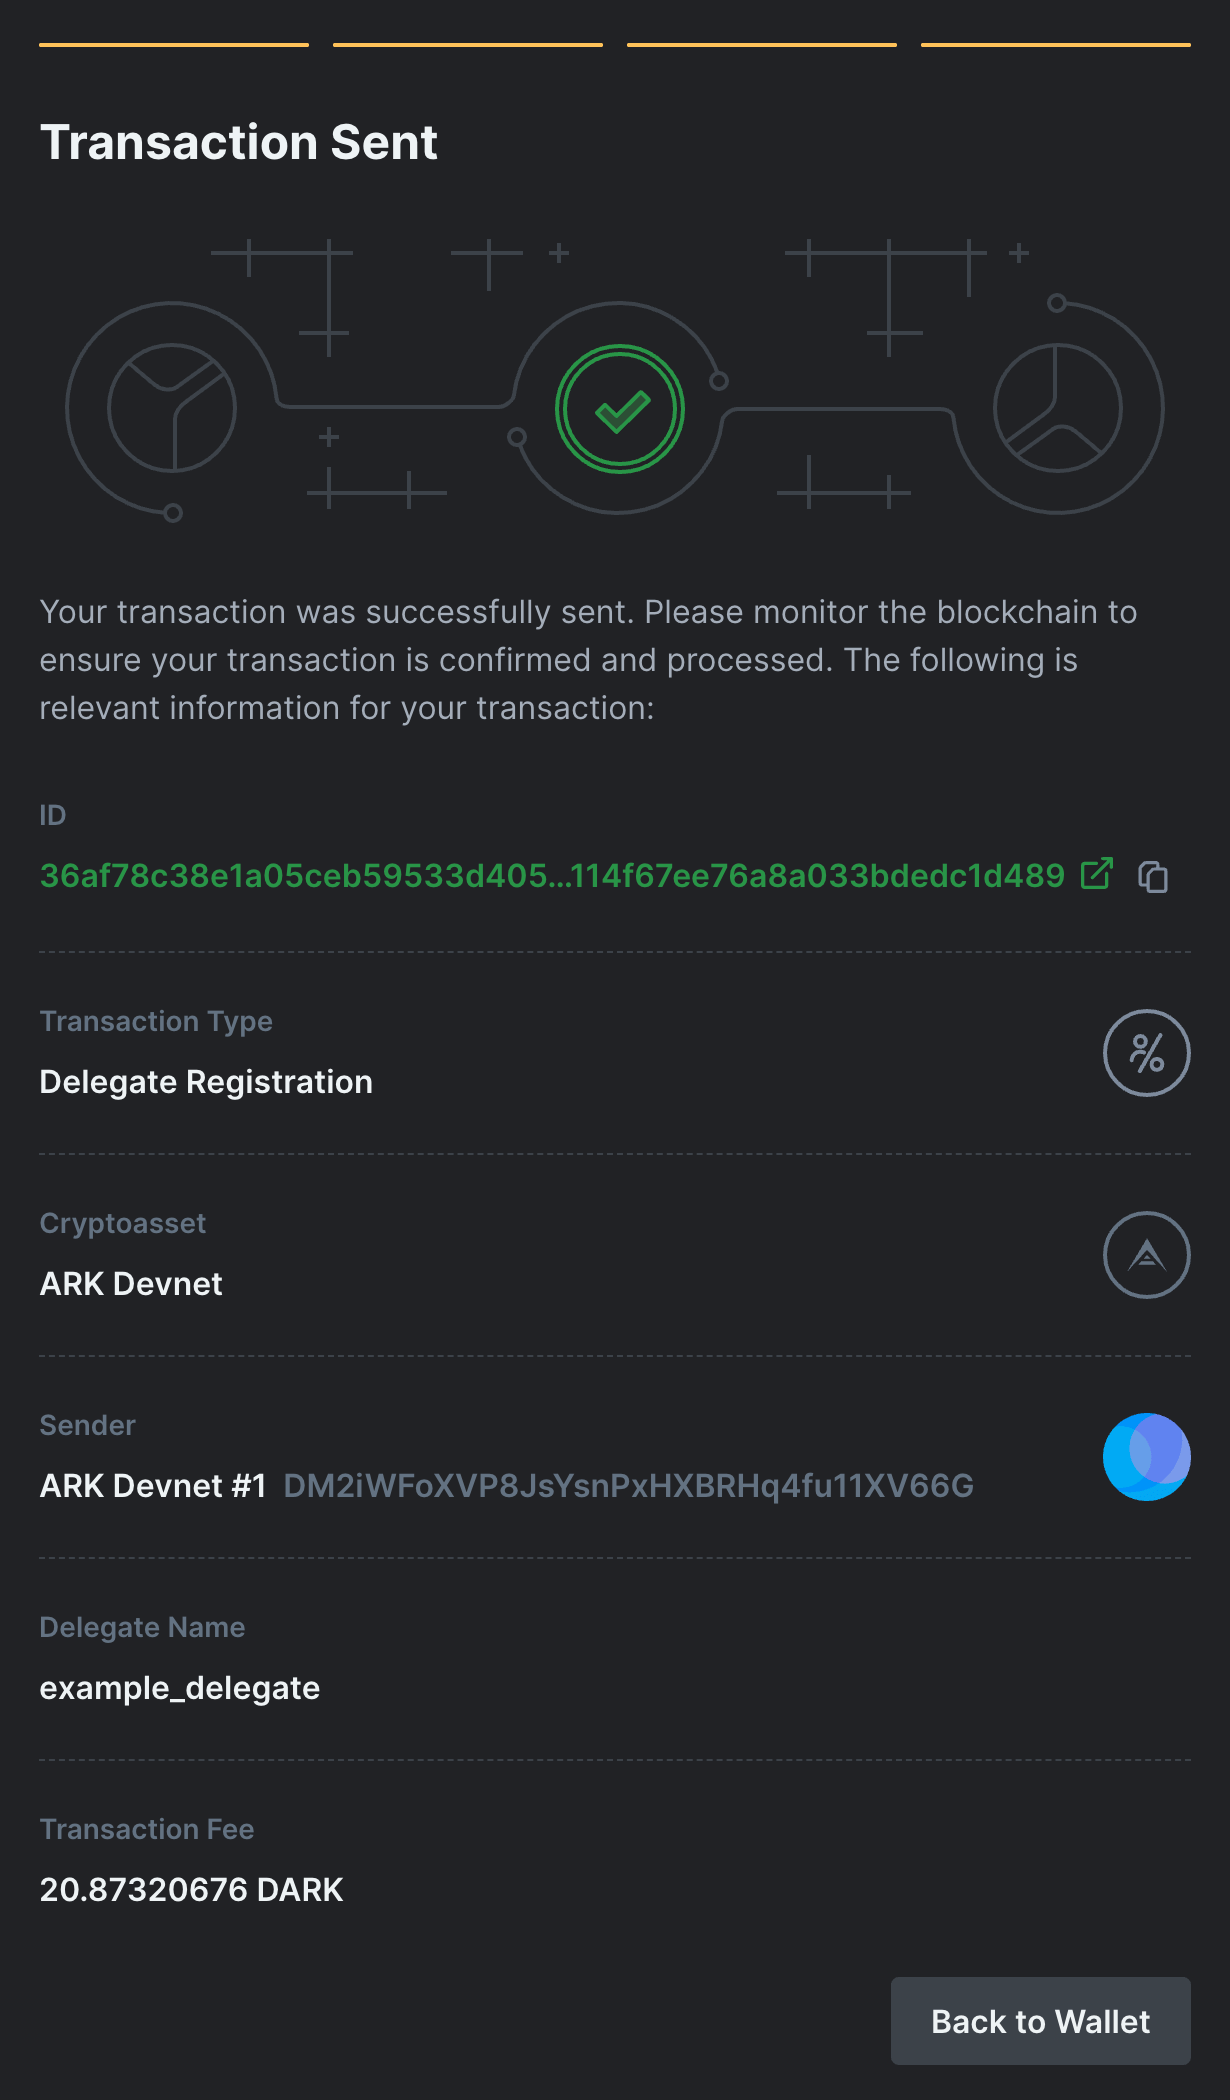 Transaction Sent
Your transaction was successfully sent. Please monitor the blockchain to
ensure your transaction is confirmed and processed. The following is
relevant information for your transaction:
ID
36af78c38e1a05ceb59533d405...114f67ee76a8a033bdedc1d489
Transaction Type
Delegate Registration
Cryptoasset
ARK Devnet
Sender
ARK Devnet #1 DM2iWFoXVP8JsYsnPxHXBRHq4fu11XV66G
Delegate Name
example_delegate
Transaction Fee
20.87320676 DARK
Back to Wallet